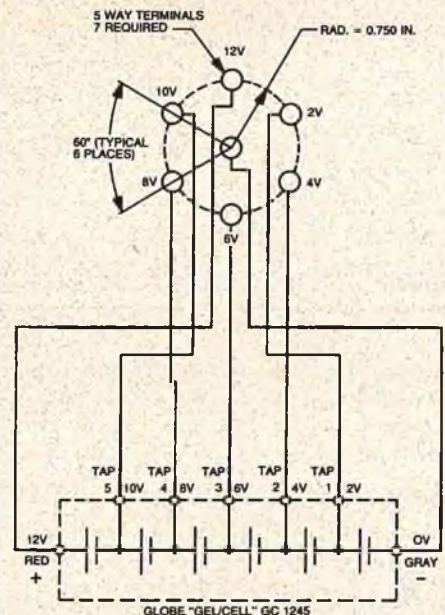 5 WAY TERMINALS
7 REQUIRED
RAD. = 0.750 IN.
12V
10V
2V
60° (TYPICAL
6 PLACES)
8V
4V
6V
TAP TAP TAP TAP TAP
5 10V 4 8V 3 6V 2 4V 1 2V
12V
RED
+
0V
GRAY
−
GLOBE "GEL/CELL" GC 1245